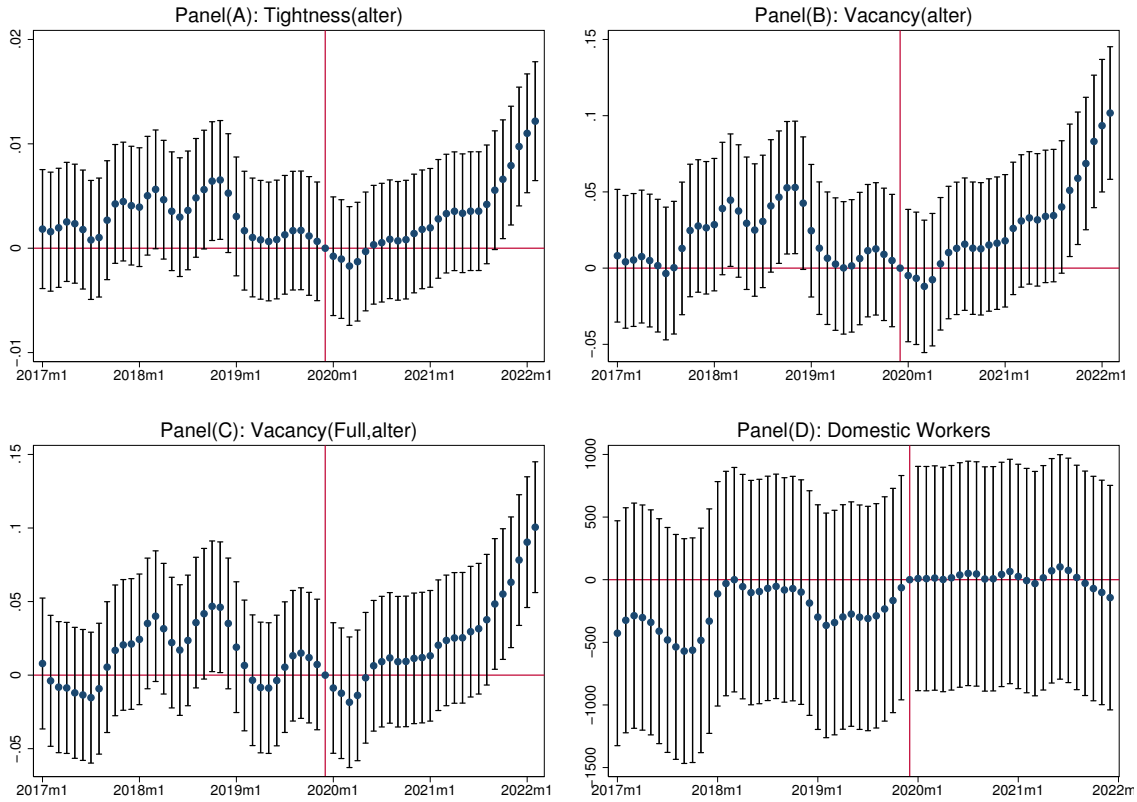 Panel(A): Tightness(alter)
.02
.01
0
-.01
2017m1 2018m1 2019m1 2020m1 2021m1 2022m1
Panel(B): Vacancy(alter)
.15
.1
.05
0
-.05
2017m1 2018m1 2019m1 2020m1 2021m1 2022m1
Panel(C): Vacancy(Full,alter)
.15
.1
.05
0
-.05
2017m1 2018m1 2019m1 2020m1 2021m1 2022m1
Panel(D): Domestic Workers
1000
500
0
-500
-1000
-1500
2017m1 2018m1 2019m1 2020m1 2021m1 2022m